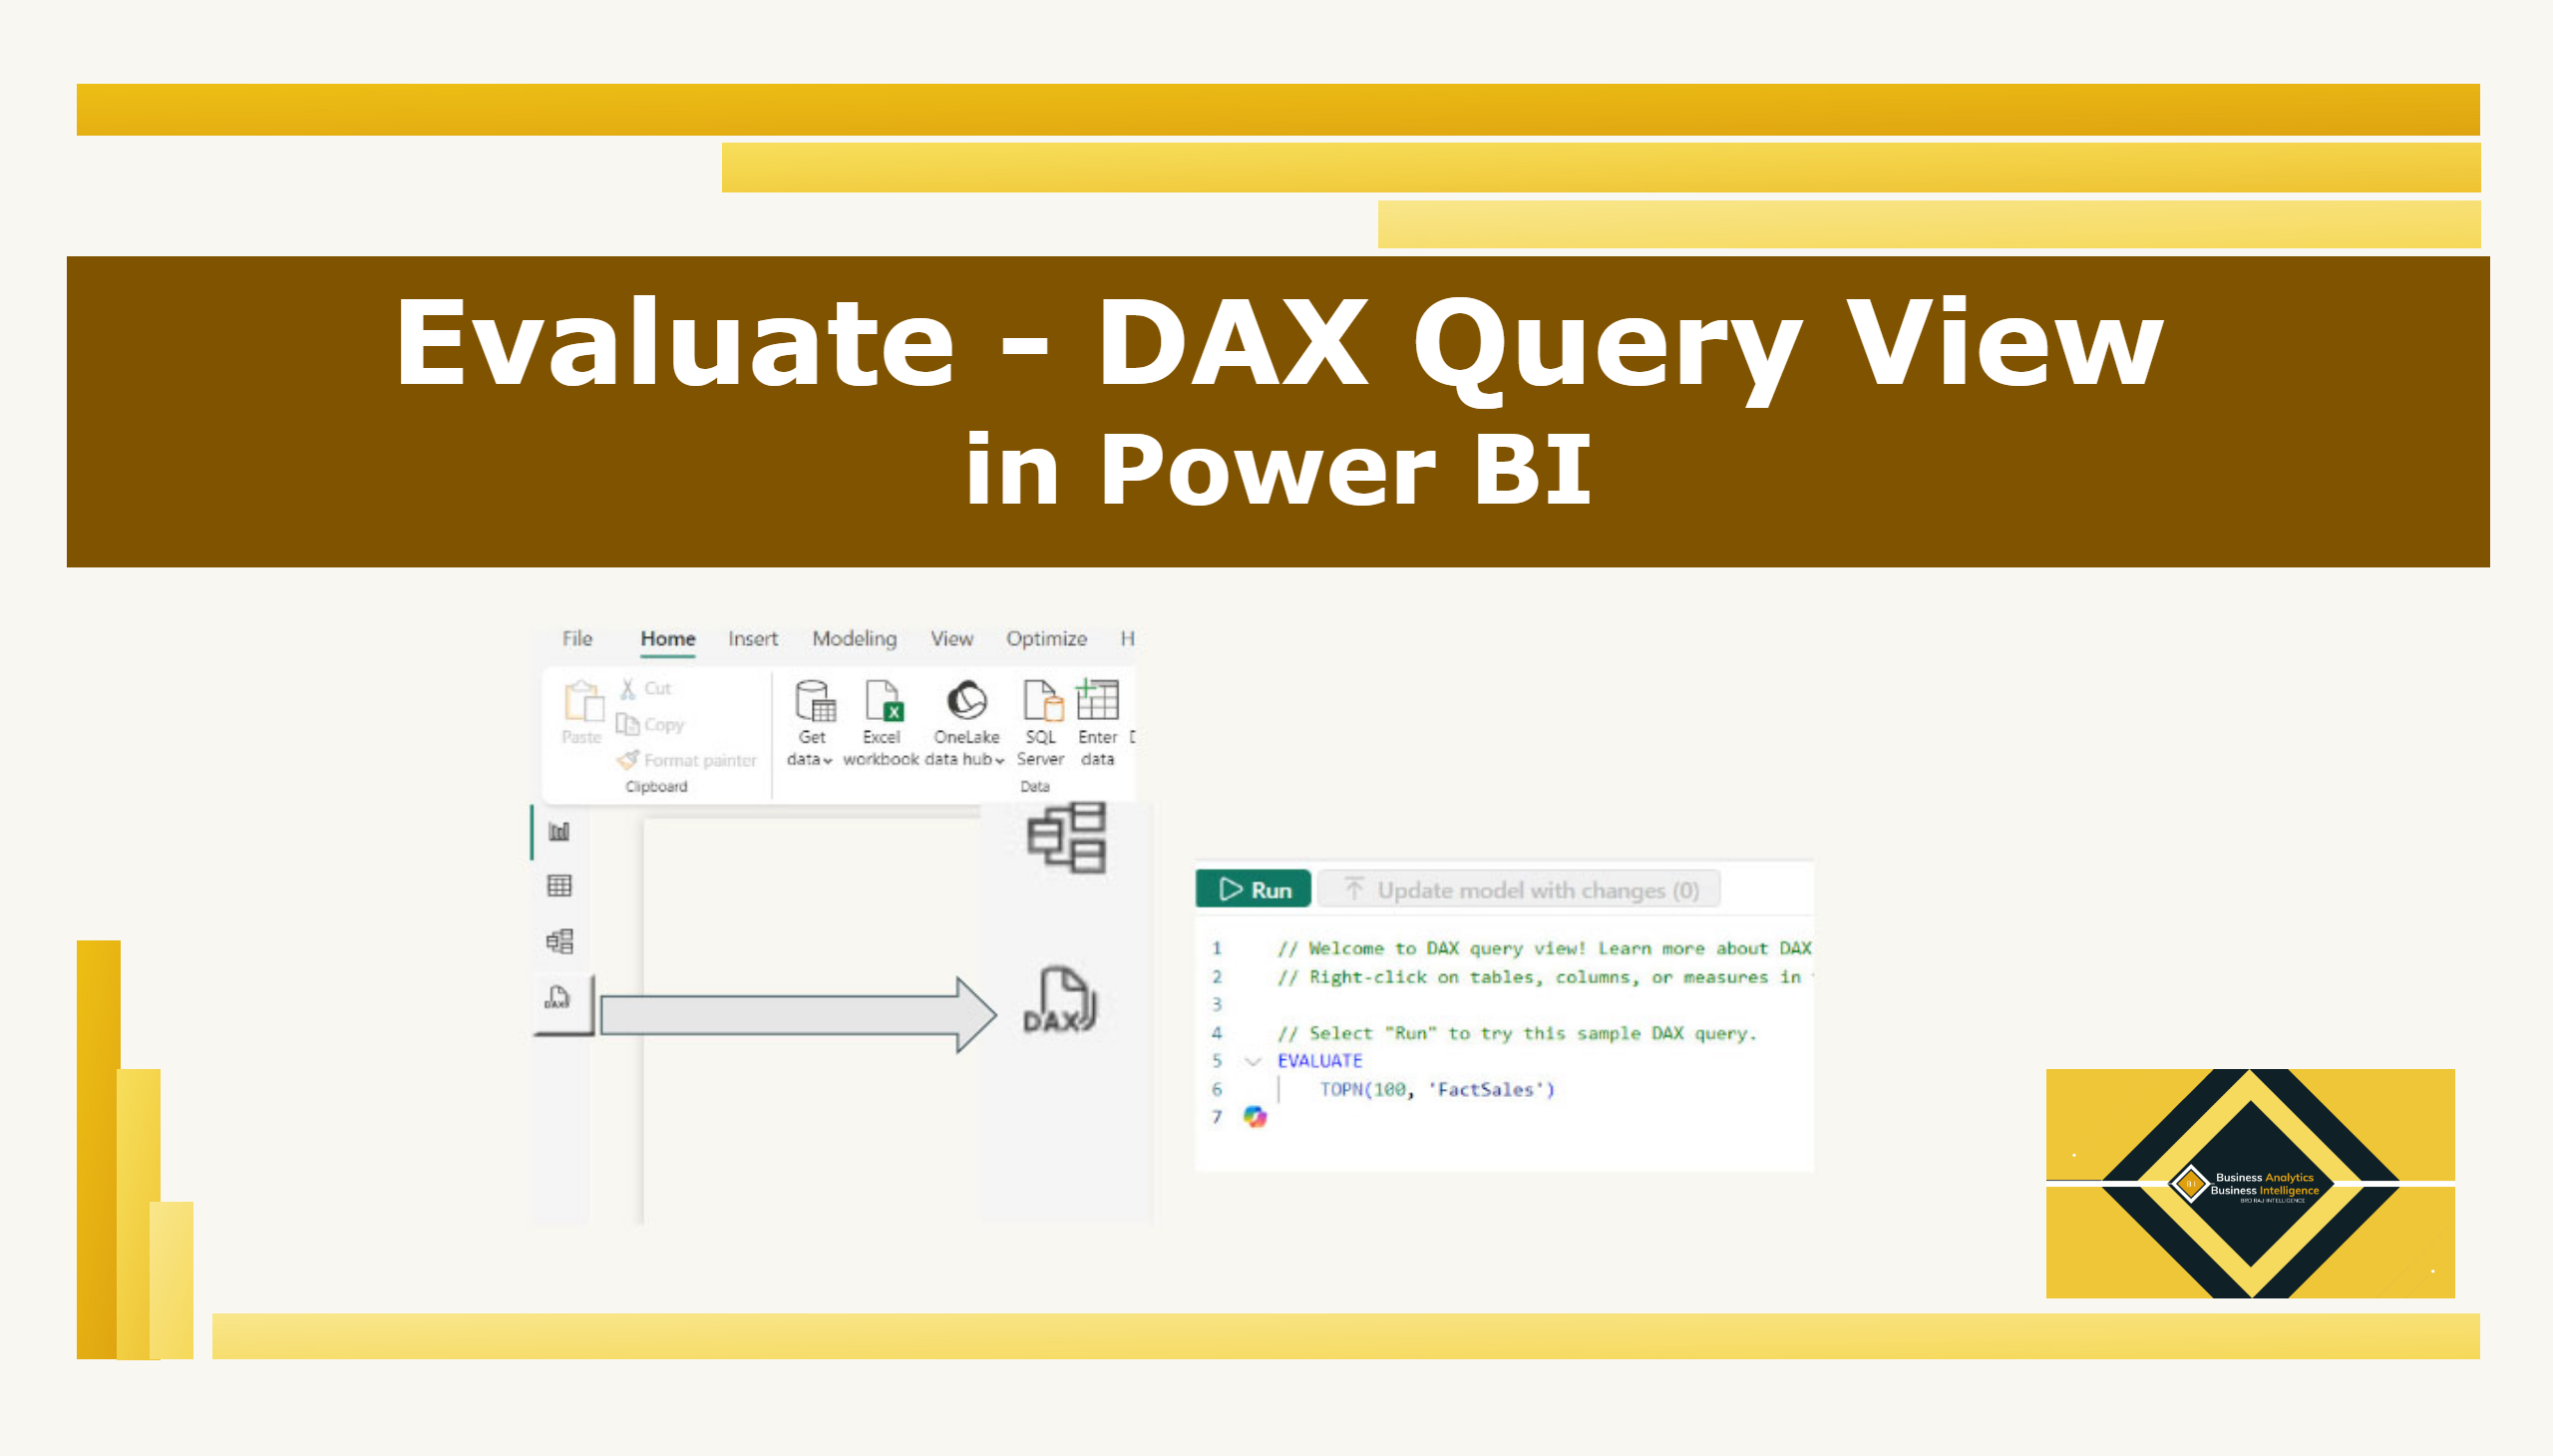 Evaluate - DAX Query View
in Power BI
File Home Insert Modeling View Optimize H
Paste
Cut
Copy
Format painter
Clipboard
Get data
Excel workbook
OneLake data hub
SQL Server
Enter data
Data
DAX
DAX
Run
Update model with changes (0)
1 // Welcome to DAX query view! Learn more about DAX
2 // Right-click on tables, columns, or measures in
3
4 // Select "Run" to try this sample DAX query.
5 EVALUATE
6 TOPN(100, 'FactSales')
7
Business Analytics
Business Intelligence
BRO RAJ INTELLIGENCE